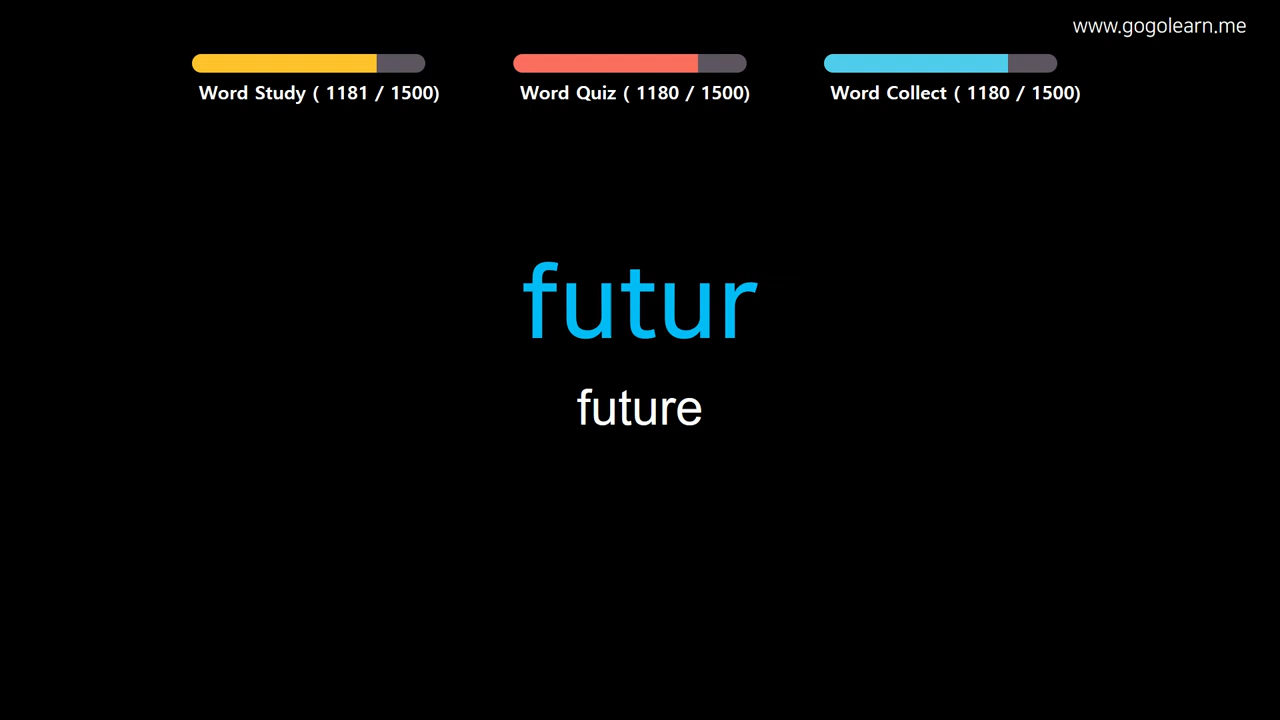 www.gogolearn.me
Word Study ( 1181 / 1500)
Word Quiz ( 1180 / 1500)
Word Collect ( 1180 / 1500)
futur
future